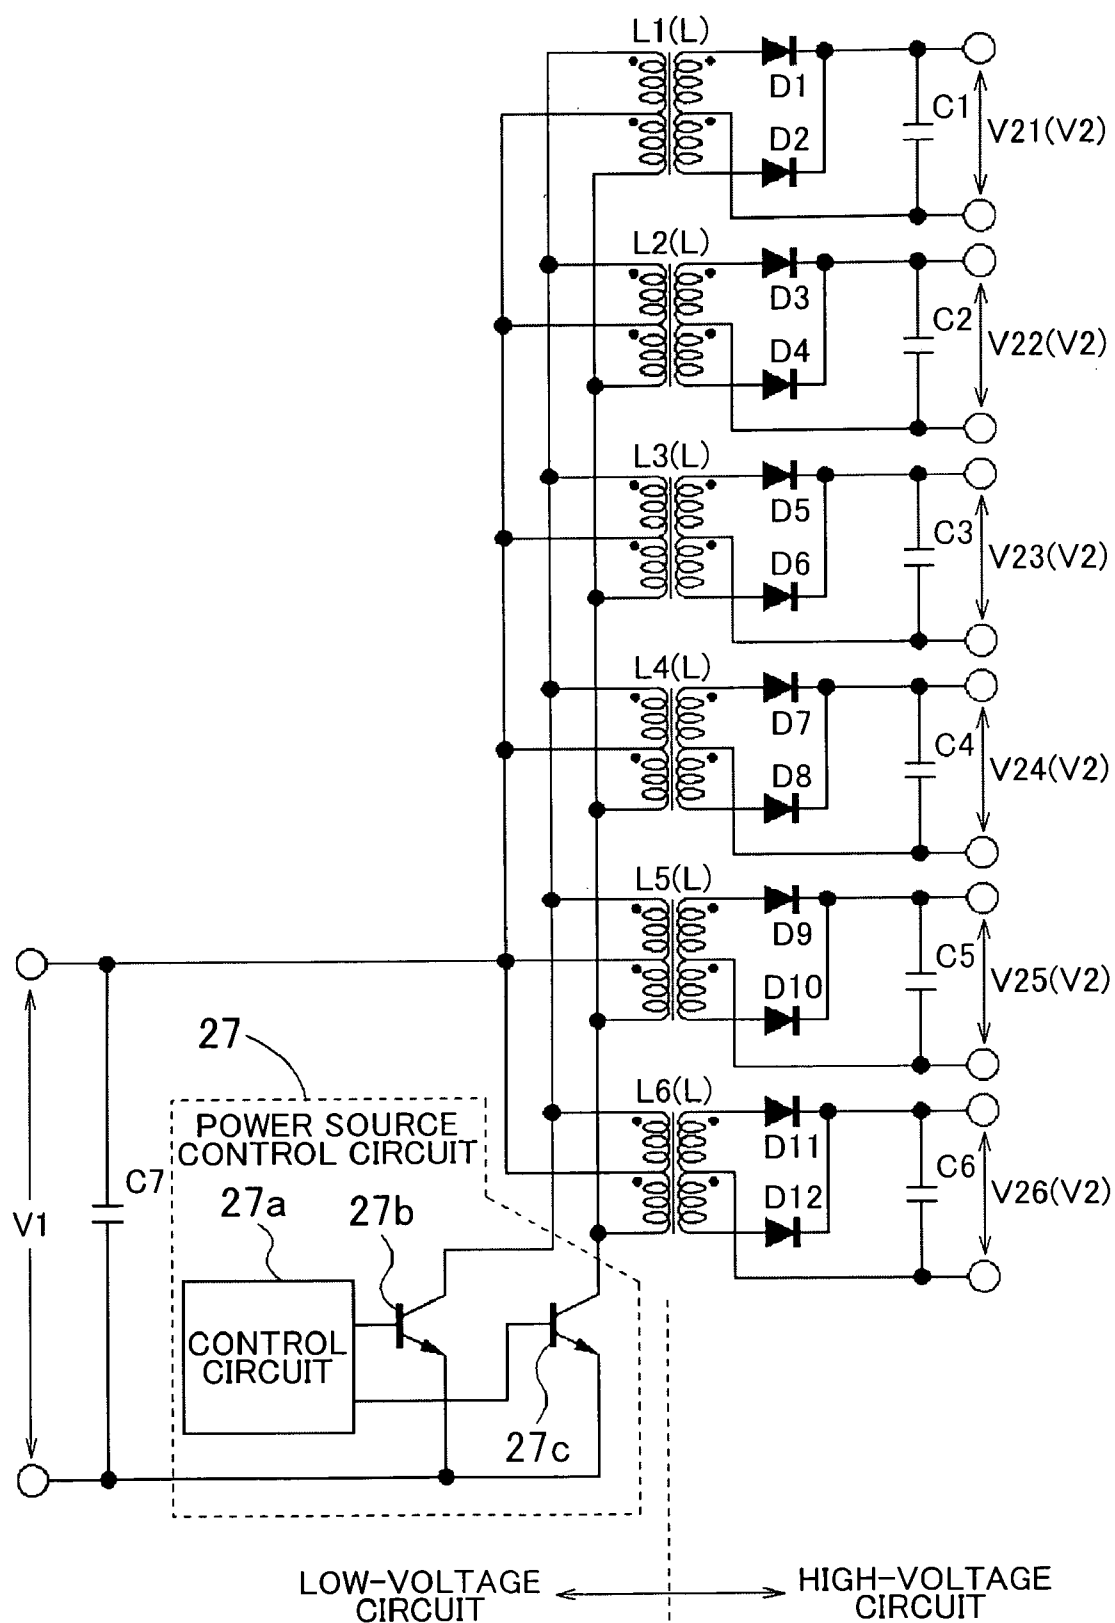 L1(L)
D1
C1
V21(V2)
D2
L2(L)
D3
C2
V22(V2)
D4
L3(L)
D5
C3
V23(V2)
D6
L4(L)
D7
C4
V24(V2)
D8
L5(L)
D9
C5
V25(V2)
D10
27
L6(L)
POWER SOURCE
CONTROL CIRCUIT
D11
C6
C7
27a
27b
D12
V26(V2)
V1
CONTROL
CIRCUIT
27c
LOW-VOLTAGE
CIRCUIT
HIGH-VOLTAGE
CIRCUIT